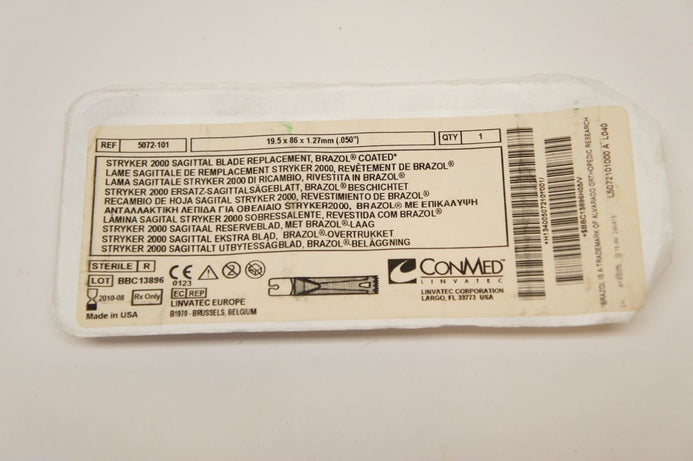 REF 5072-101 19.5 x 86 x 1.27mm (.050") QTY 1
STRYKER 2000 SAGITTAL BLADE REPLACEMENT, BRAZOL® COATED*
LAME SAGITTALE DE REMPLACEMENT STRYKER 2000, REVÊTEMENT DE BRAZOL®
LAMA SAGITTALE STRYKER 2000 DI RICAMBIO, RIVESTITA IN BRAZOL®
STRYKER 2000 ERSATZ-SAGITTALSÄGEBLATT, BRAZOL® BESCHICHTET
RECAMBIO DE HOJA SAGITAL STRYKER 2000, REVESTIMIENTO DE BRAZOL®
ΑΝΤΑΛΛΑΚΤΙΚΗ ΛΕΠΙΔΑ ΓΙΑ ΟΒΕΛΙΑΙΟ STRYKER2000, BRAZOL® ΜΕ ΕΠΙΚΑΛΥΨΗ
LÂMINA SAGITAL STRYKER 2000 SOBRESSALENTE, REVESTIDA COM BRAZOL®
STRYKER 2000 SAGITAAL RESERVEBLAD, MET BRAZOL®-LAAG
STRYKER 2000 SAGITTAL EKSTRA BLAD, BRAZOL®-OVERTRUKKET
STRYKER 2000 SAGITTALT UTBYTESSÅGBLAD, BRAZOL®-BELÄGGNING
STERILE R
LOT BBC13896
2010-08 Rx Only
Made in USA
CE
0123
EC REP
LINVATEC EUROPE
B1070 - BRUSSELS, BELGIUM
CONMED™
LINVATEC
LINVATEC CORPORATION
LARGO, FL 33773 USA
+$BBC13896H05/V
*BRAZOL IS A TRADEMARK OF ALVARADO ORTHOPEDIC RESEARCH
L5072101000 A L040